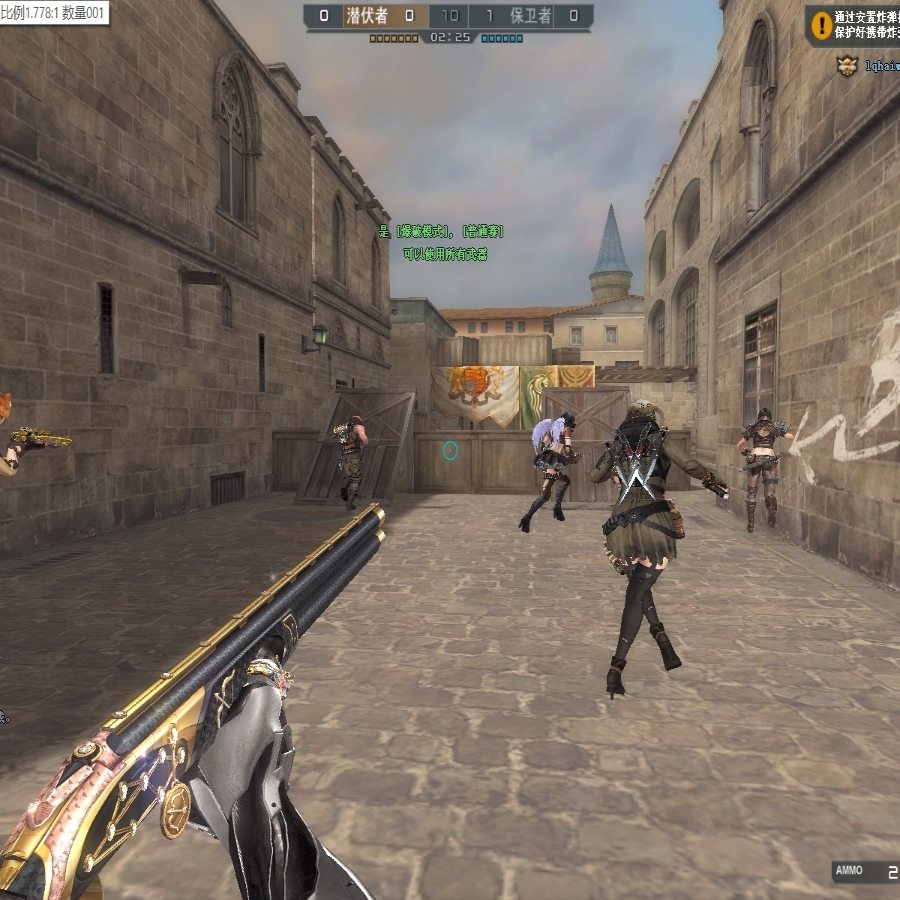 比例1.778:1 数量001
0 潜伏者 0 10 1 保卫者 0
02:25
通过安置炸弹
保护好携带炸
lghaiw
是 [爆破模式], [普通赛]
可以使用所有武器
AMMO 2